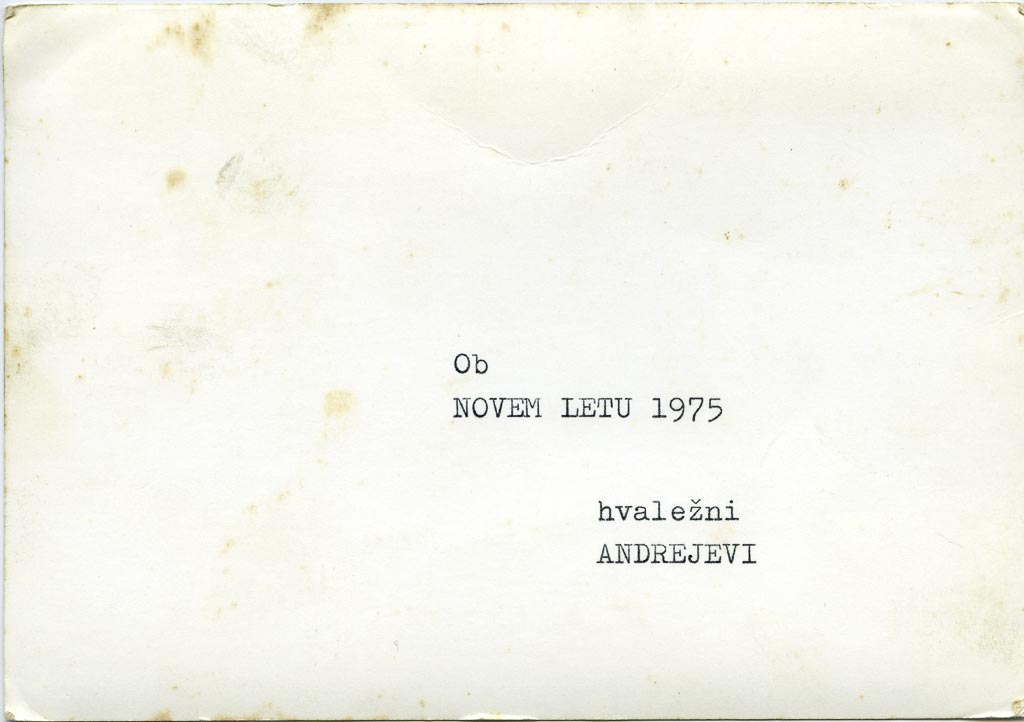 Ob
NOVEM LETU 1975
hvaležni
ANDREJEVI